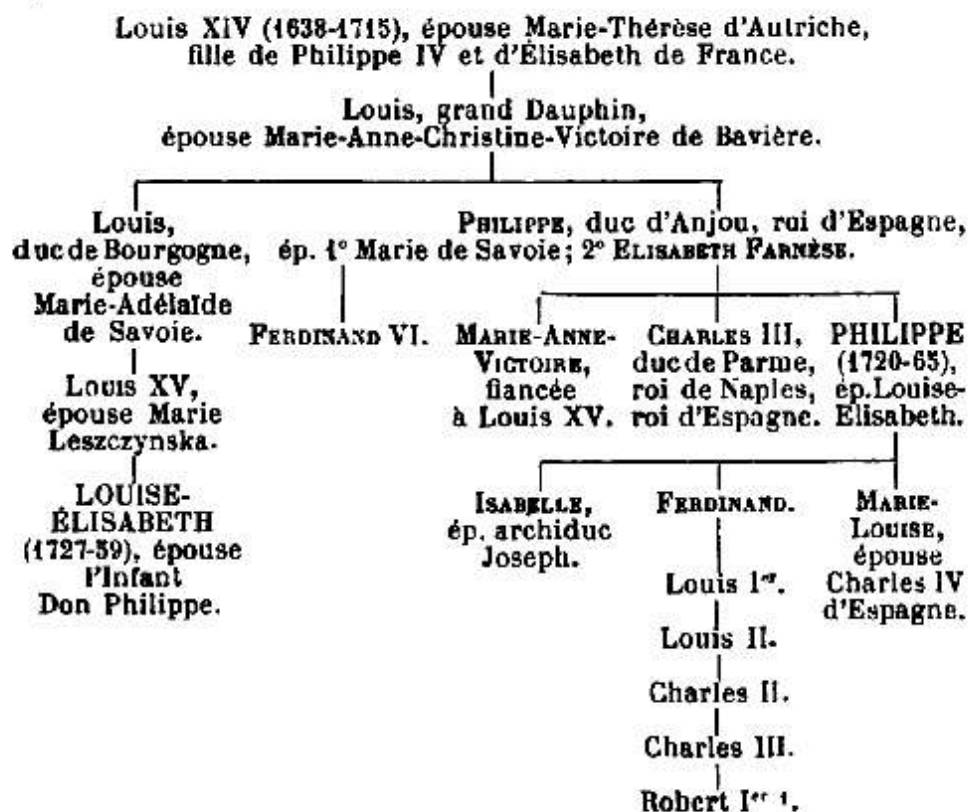 Louis XIV (1638-1715), épouse Marie-Thérèse d'Autriche,
fille de Philippe IV et d'Élisabeth de France.
Louis, grand Dauphin,
épouse Marie-Anne-Christine-Victoire de Bavière.
Louis,
duc de Bourgogne,
épouse
Marie-Adélaïde
de Savoie.
Louis XV,
épouse Marie
Leszczynska.
LOUISE-
ÉLISABETH
(1727-59), épouse
l'Infant
Don Philippe.
PHILIPPE, duc d'Anjou, roi d'Espagne,
ép. 1° Marie de Savoie; 2° ELISABETH FARNÈSE.
FERDINAND VI.
MARIE-ANNE-
VICTOIRE,
fiancée
à Louis XV.
CHARLES III,
duc de Parme,
roi de Naples,
roi d'Espagne.
PHILIPPE
(1720-65),
ép. Louise-
Elisabeth.
ISABELLE,
ép. archiduc
Joseph.
FERDINAND.
Louis Ier.
Louis II.
Charles II.
Charles III.
Robert Ier 1.
MARIE-
LOUISE,
épouse
Charles IV
d'Espagne.